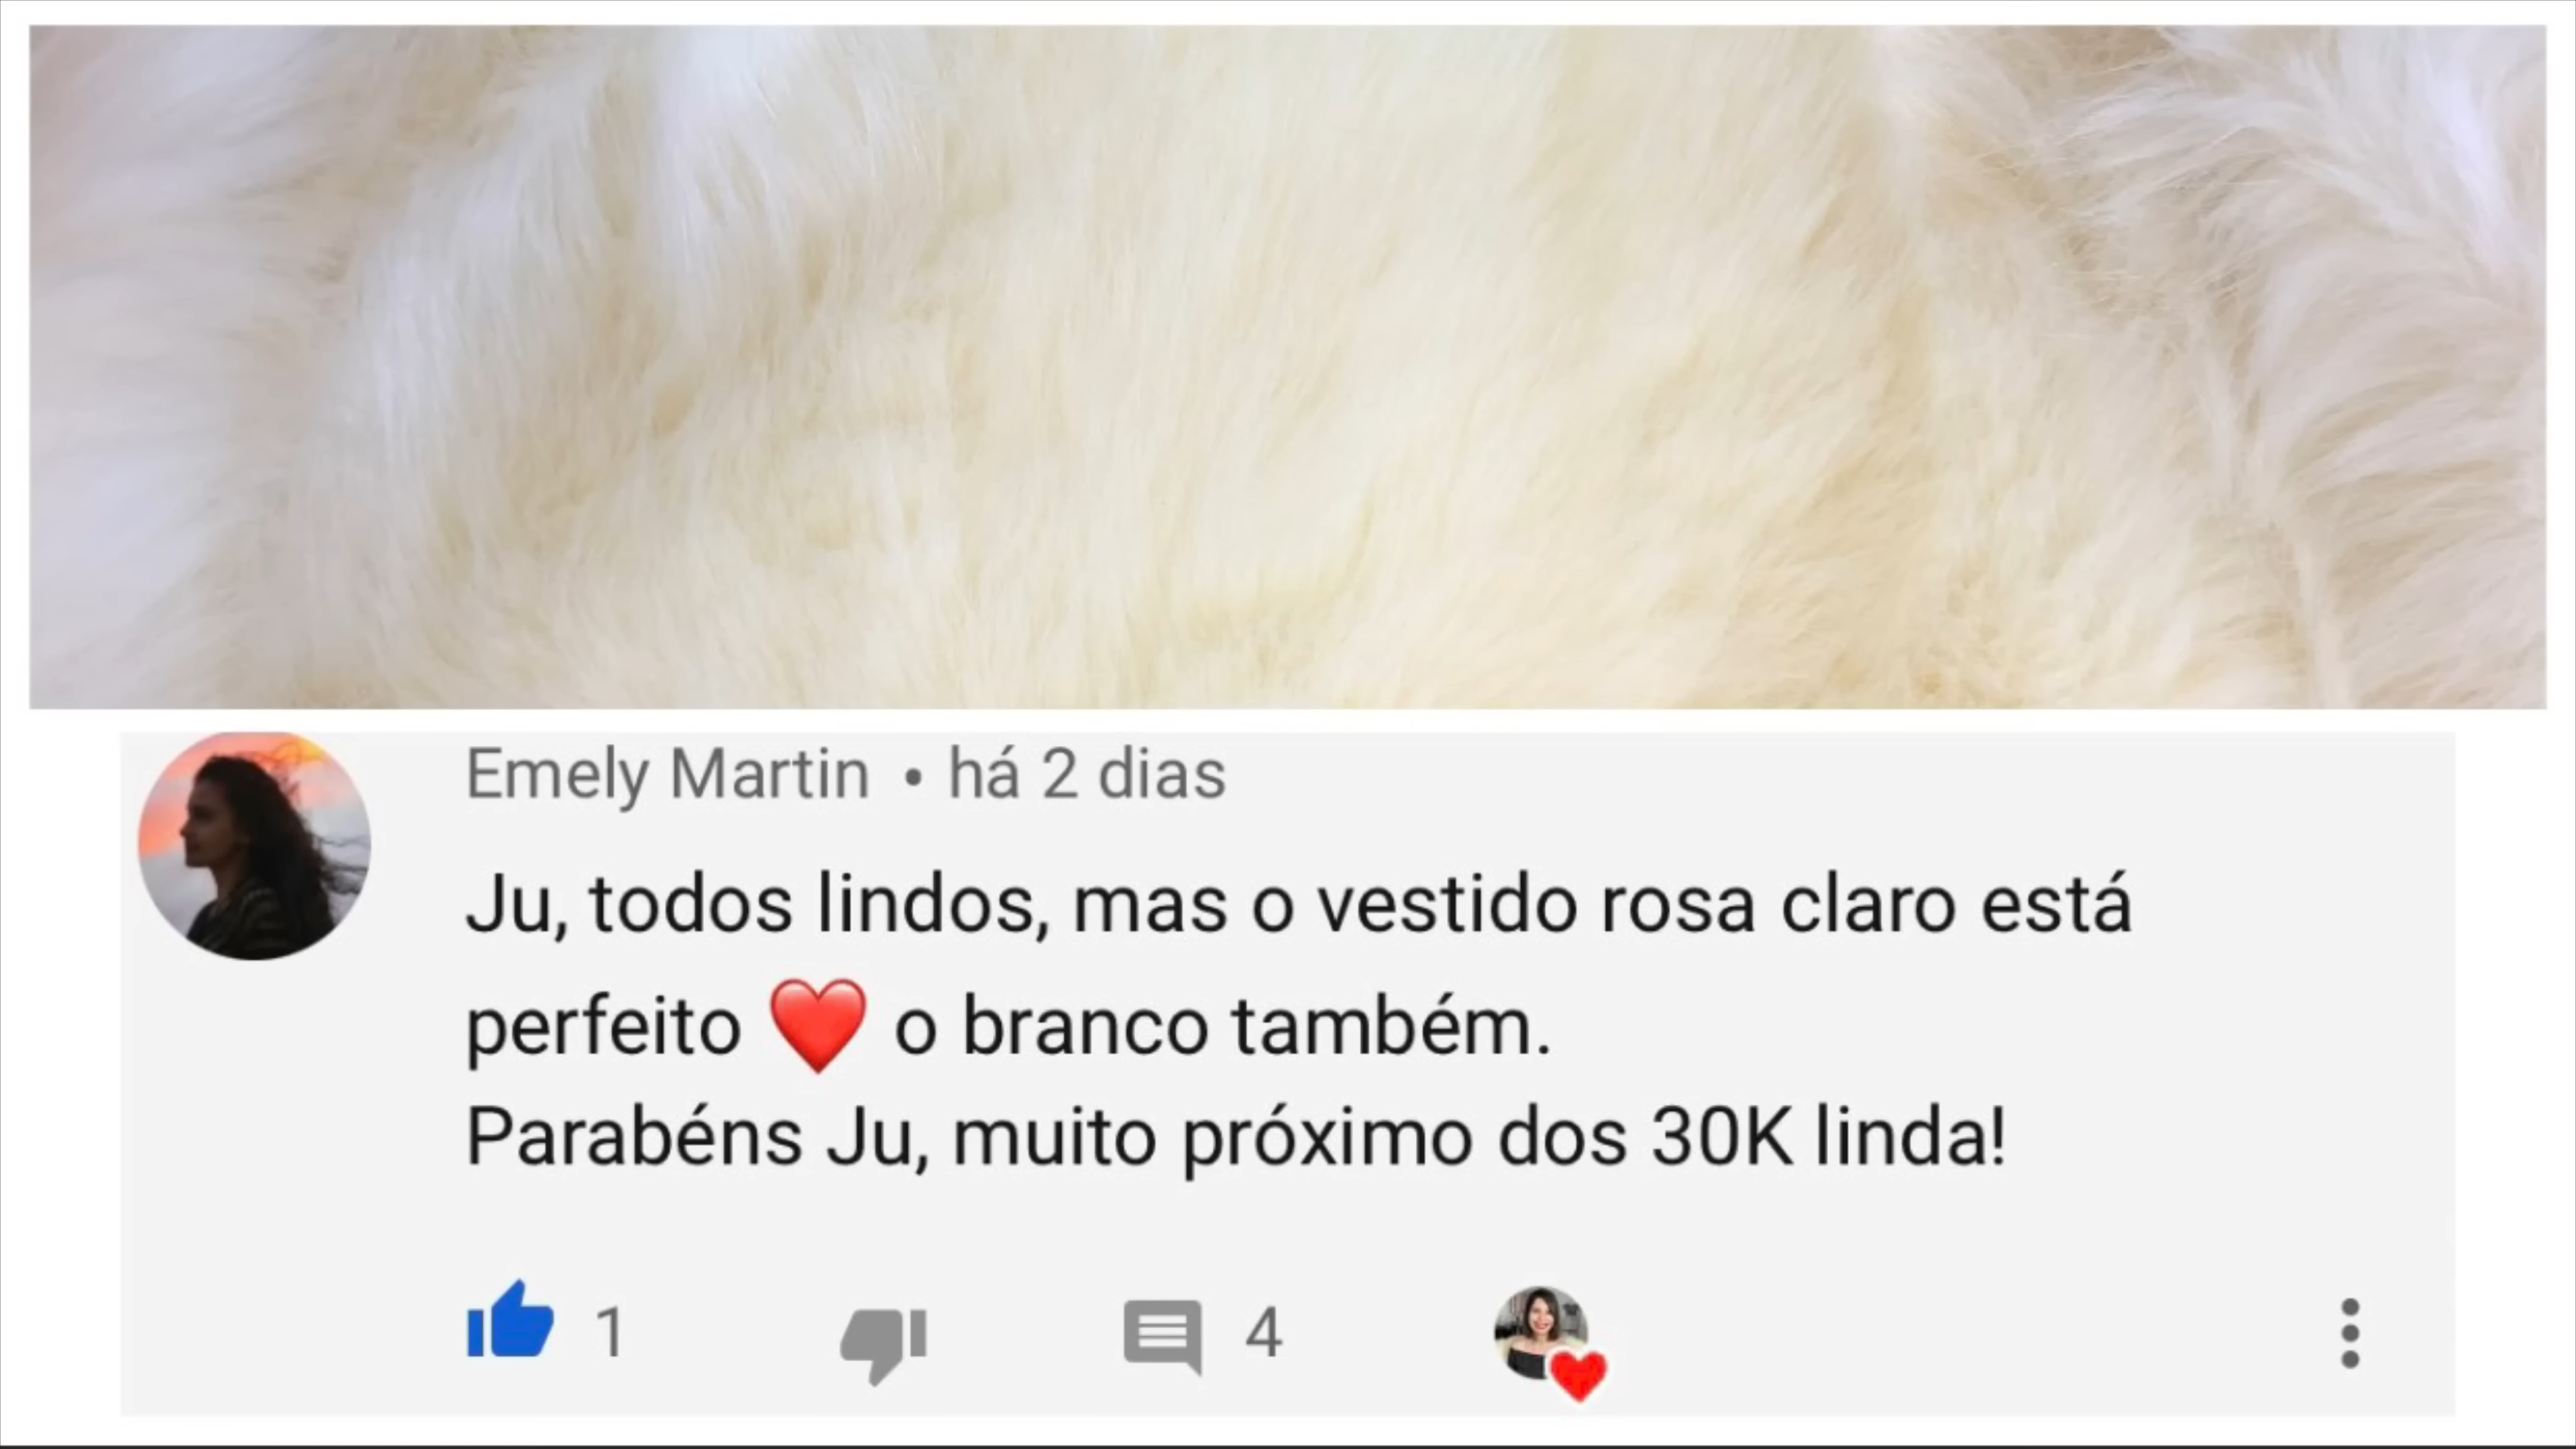 Emely Martin • há 2 dias
Ju, todos lindos, mas o vestido rosa claro está
perfeito ❤️ o branco também.
Parabéns Ju, muito próximo dos 30K linda!
1 4